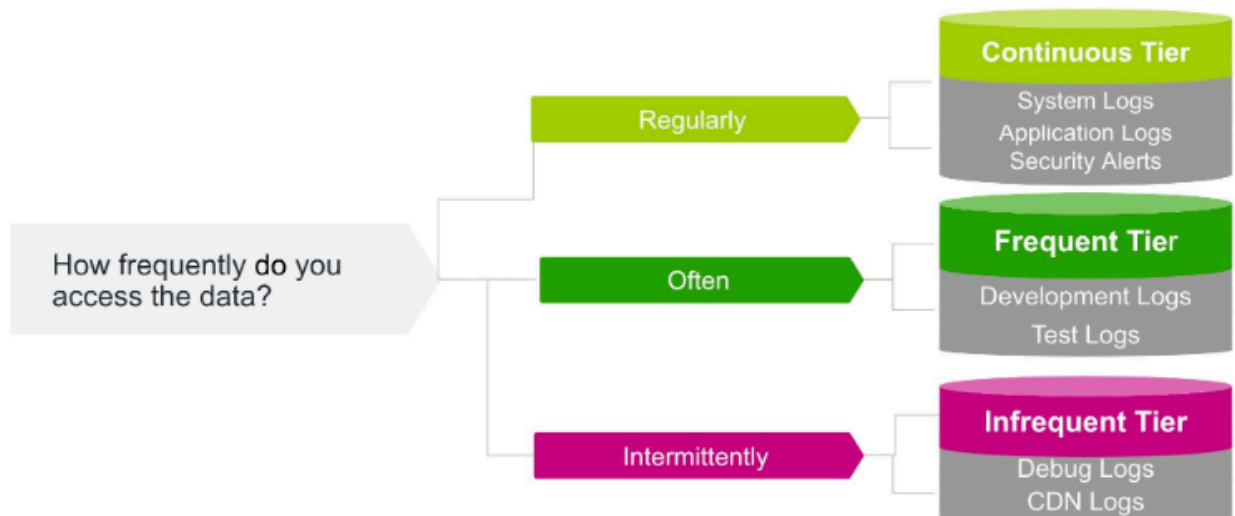 Continuous Tier
System Logs
Application Logs
Security Alerts
Regularly
Frequent Tier
Development Logs
Test Logs
Often
How frequently do you
access the data?
Infrequent Tier
Debug Logs
CDN Logs
Intermittently